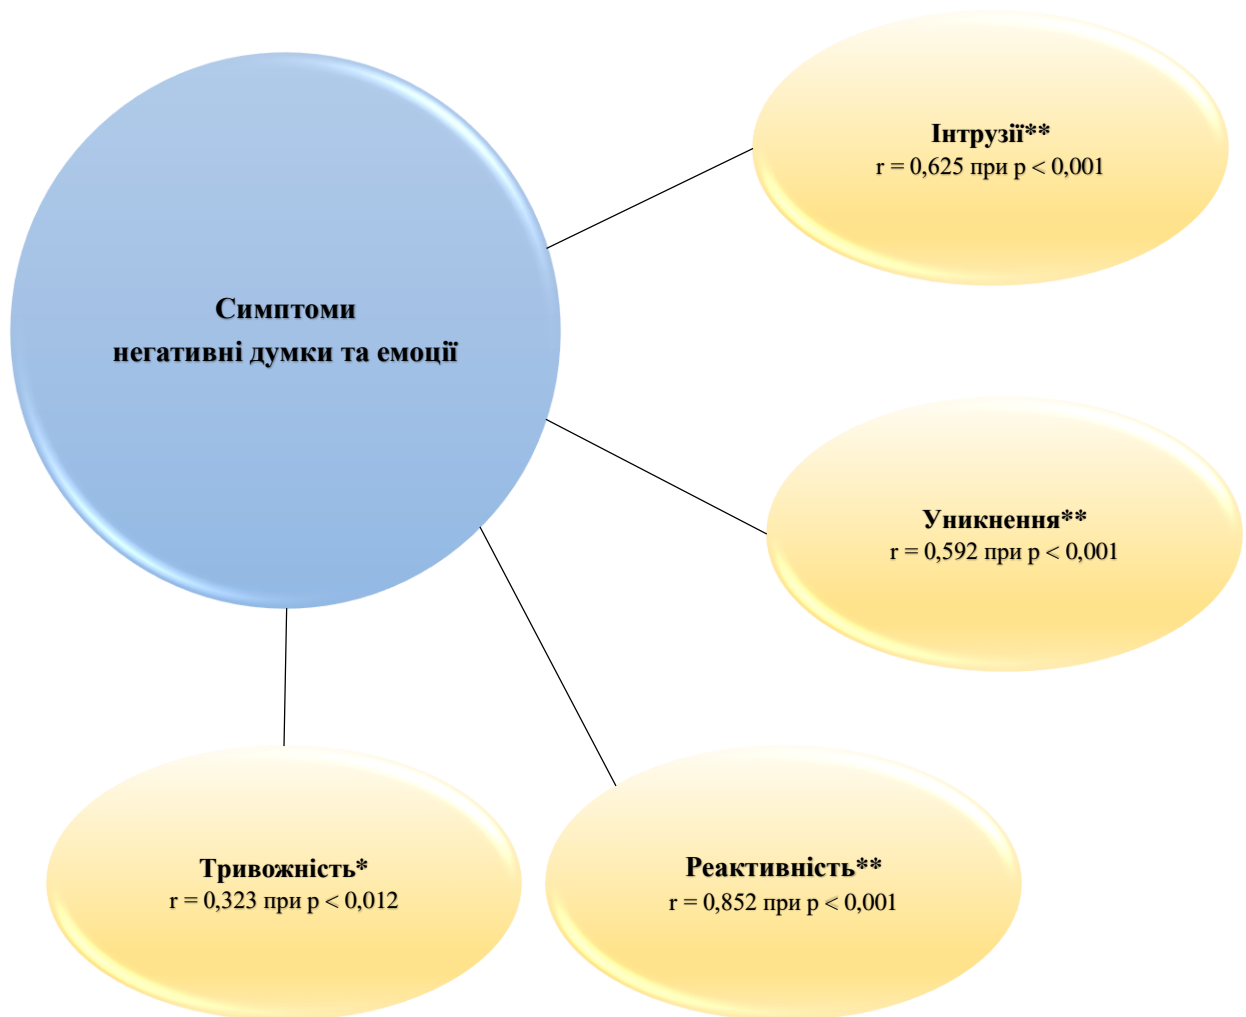 Інтрузії**
r = 0,625 при p < 0,001
Симптоми
негативні думки та емоції
Уникнення**
r = 0,592 при p < 0,001
Тривожність*
r = 0,323 при p < 0,012
Реактивність**
r = 0,852 при p < 0,001